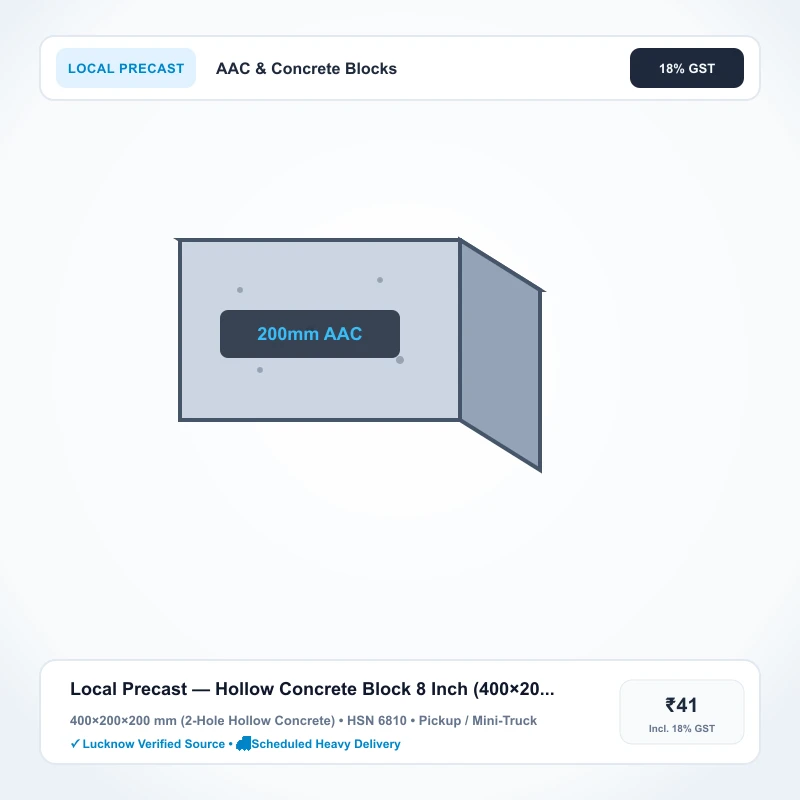 LOCAL PRECAST
AAC & Concrete Blocks
18% GST
200mm AAC
Local Precast — Hollow Concrete Block 8 Inch (400×20...
₹41
400×200×200 mm (2-Hole Hollow Concrete) • HSN 6810 • Pickup / Mini-Truck
Incl. 18% GST
✓ Lucknow Verified Source • 🚚 Scheduled Heavy Delivery